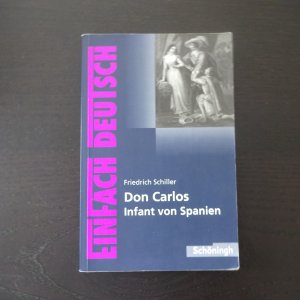 EINFACH DEUTSCH
Friedrich Schiller
Don Carlos
Infant von Spanien
Schöningh